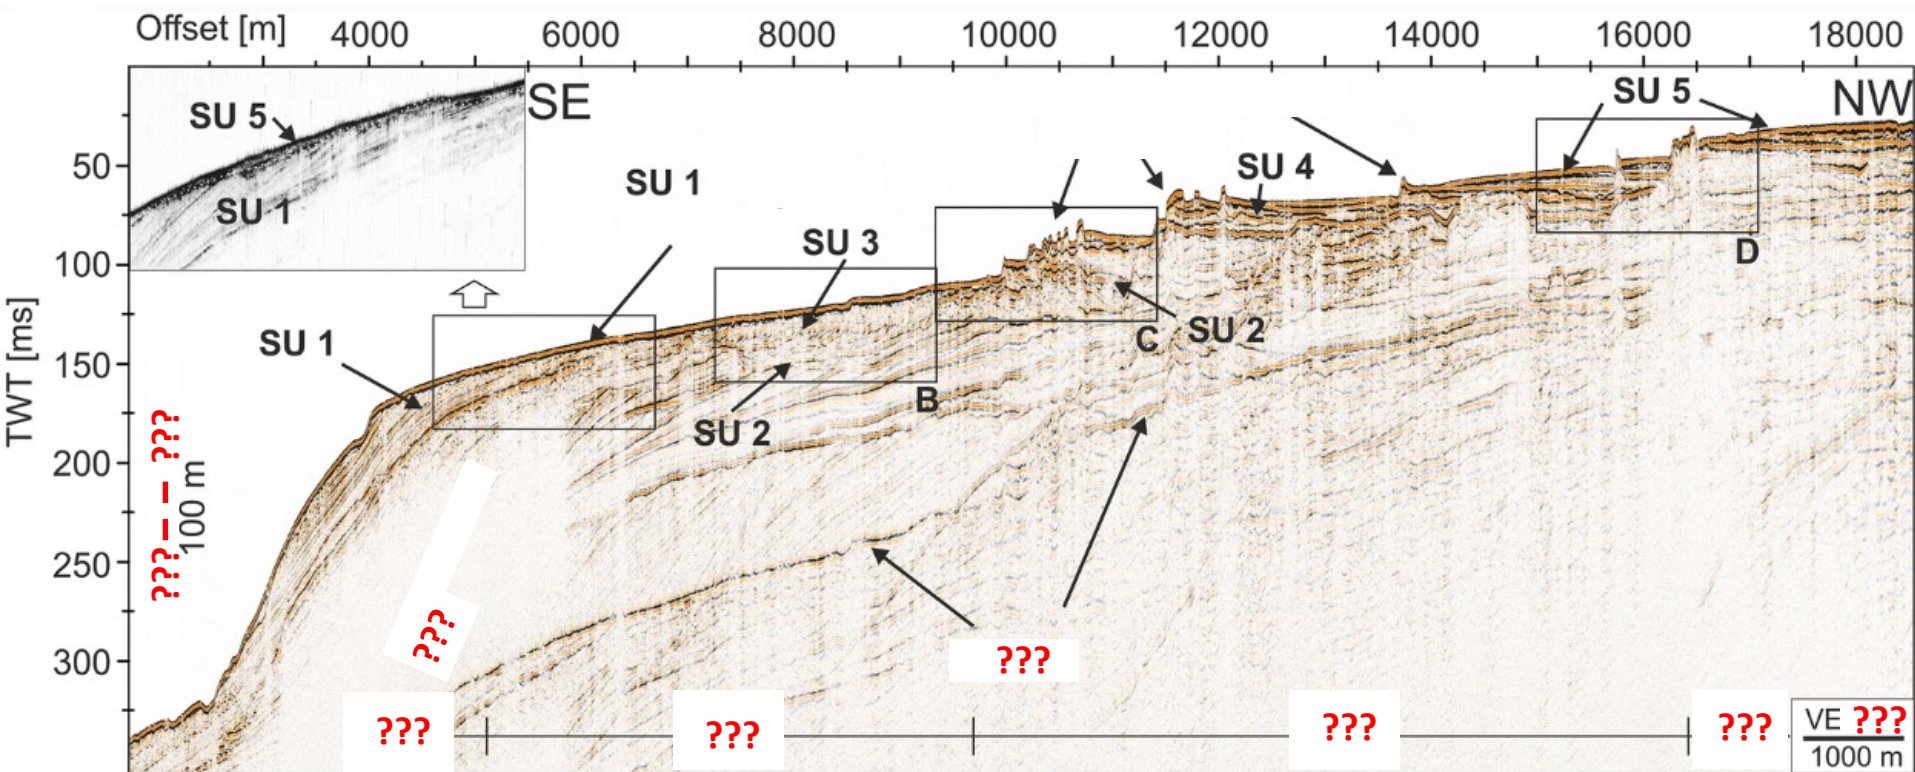 Offset [m] 4000 6000 8000 10000 12000 14000 16000 18000
SE
NW
SU 5
SU 1
SU 1
SU 1
SU 3
SU 2
B
C
SU 2
SU 4
SU 5
D
TWT [ms]
50
100
150
200
250
300
??? – – ???
100 m
???
???
???
???
???
???
VE ???
1000 m